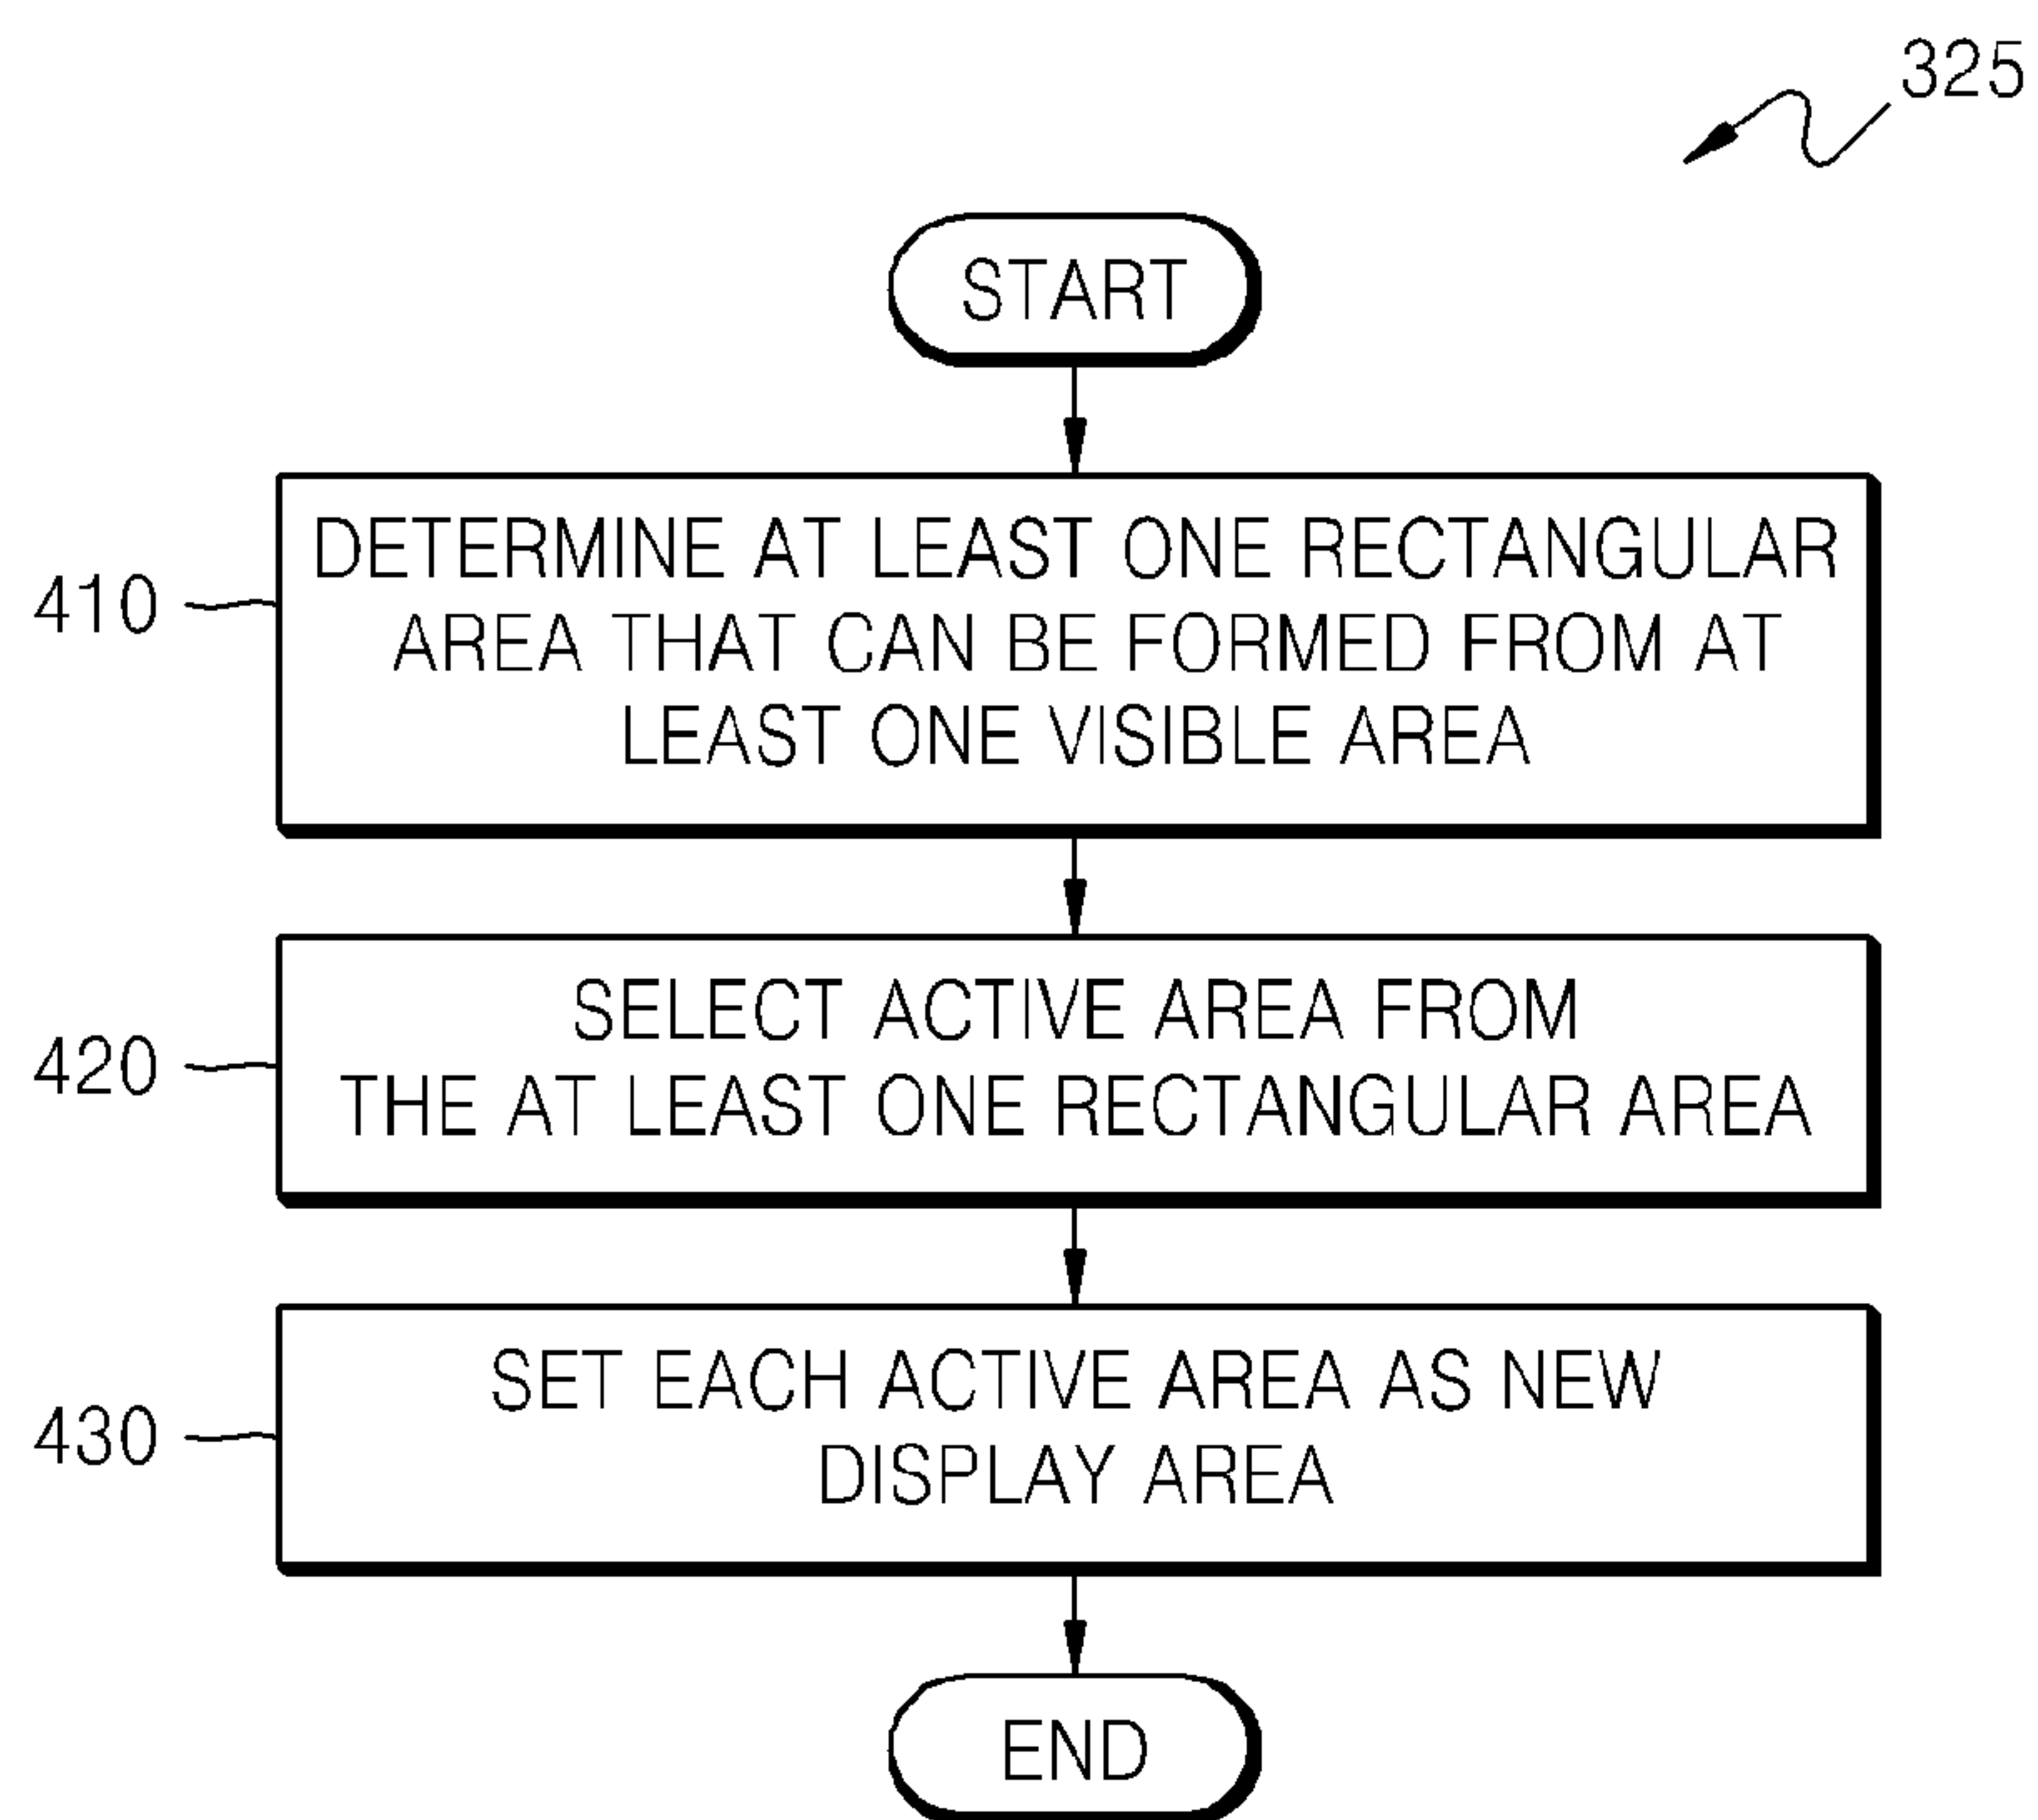 325
START
410
DETERMINE AT LEAST ONE RECTANGULAR
AREA THAT CAN BE FORMED FROM AT
LEAST ONE VISIBLE AREA
420
SELECT ACTIVE AREA FROM
THE AT LEAST ONE RECTANGULAR AREA
430
SET EACH ACTIVE AREA AS NEW
DISPLAY AREA
END